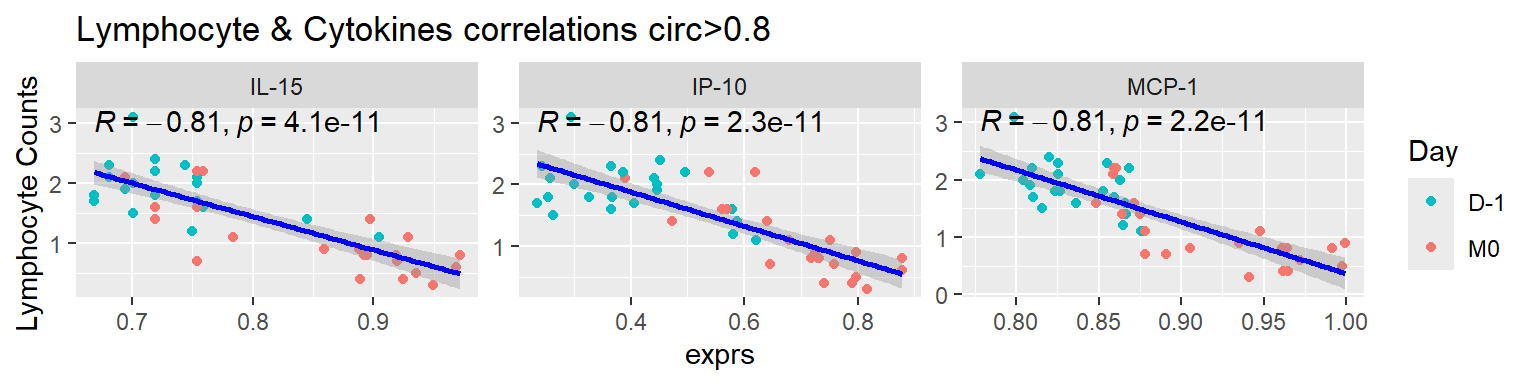 Lymphocyte & Cytokines correlations circ>0.8
Lymphocyte Counts
IL-15
R = −0.81, p = 4.1e-11
3
2
1
0.7 0.8 0.9
IP-10
R = −0.81, p = 2.3e-11
3
2
1
0.4 0.6 0.8
MCP-1
R = −0.81, p = 2.2e-11
3
2
1
0
0.80 0.85 0.90 0.95 1.00
exprs
Day
D-1
M0